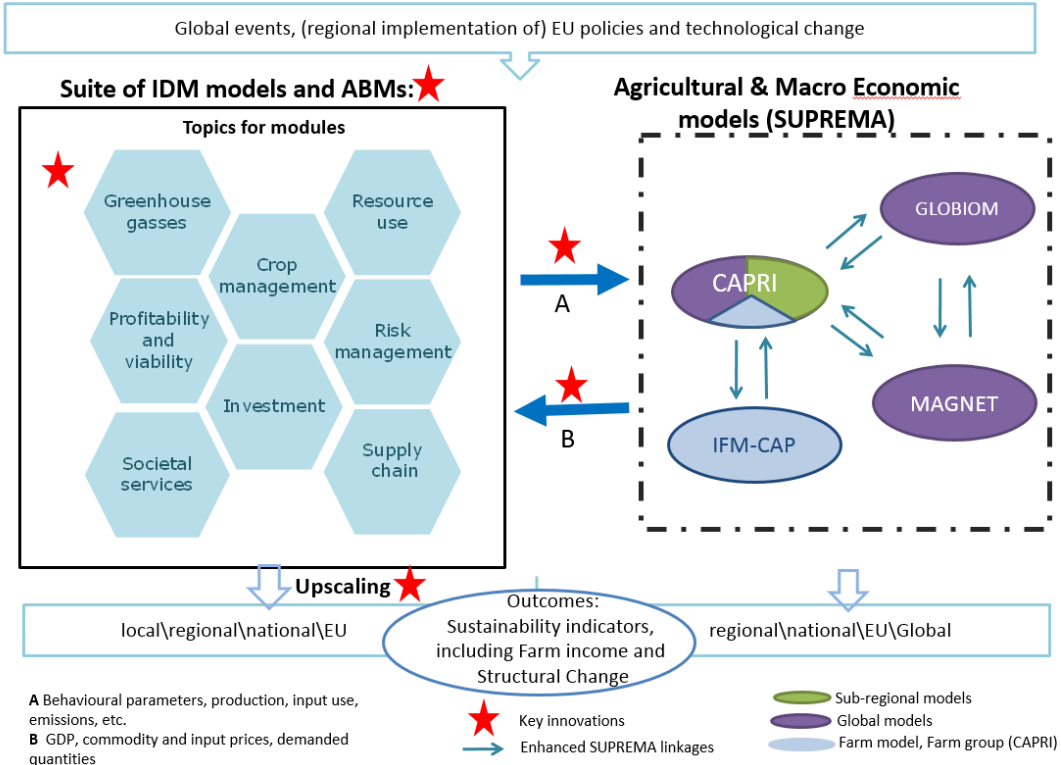 Global events, (regional implementation of) EU policies and technological change
Suite of IDM models and ABMs:
Topics for modules
Greenhouse
gasses
Resource
use
Crop
management
Profitability
and
viability
Risk
management
Investment
Societal
services
Supply
chain
A
B
Agricultural & Macro Economic
models (SUPREMA)
GLOBIOM
CAPRI
MAGNET
IFM-CAP
Upscaling
local\regional\national\EU
Outcomes:
Sustainability indicators,
including Farm income and
Structural Change
regional\national\EU\Global
A Behavioural parameters, production, input use,
emissions, etc.
B GDP, commodity and input prices, demanded
quantities
Key innovations
Enhanced SUPREMA linkages
Sub-regional models
Global models
Farm model, Farm group (CAPRI)